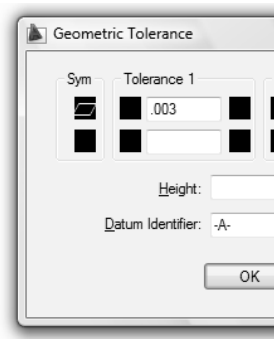 Geometric Tolerance
Sym Tolerance 1
.003
Height:
Datum Identifier: -A-
OK